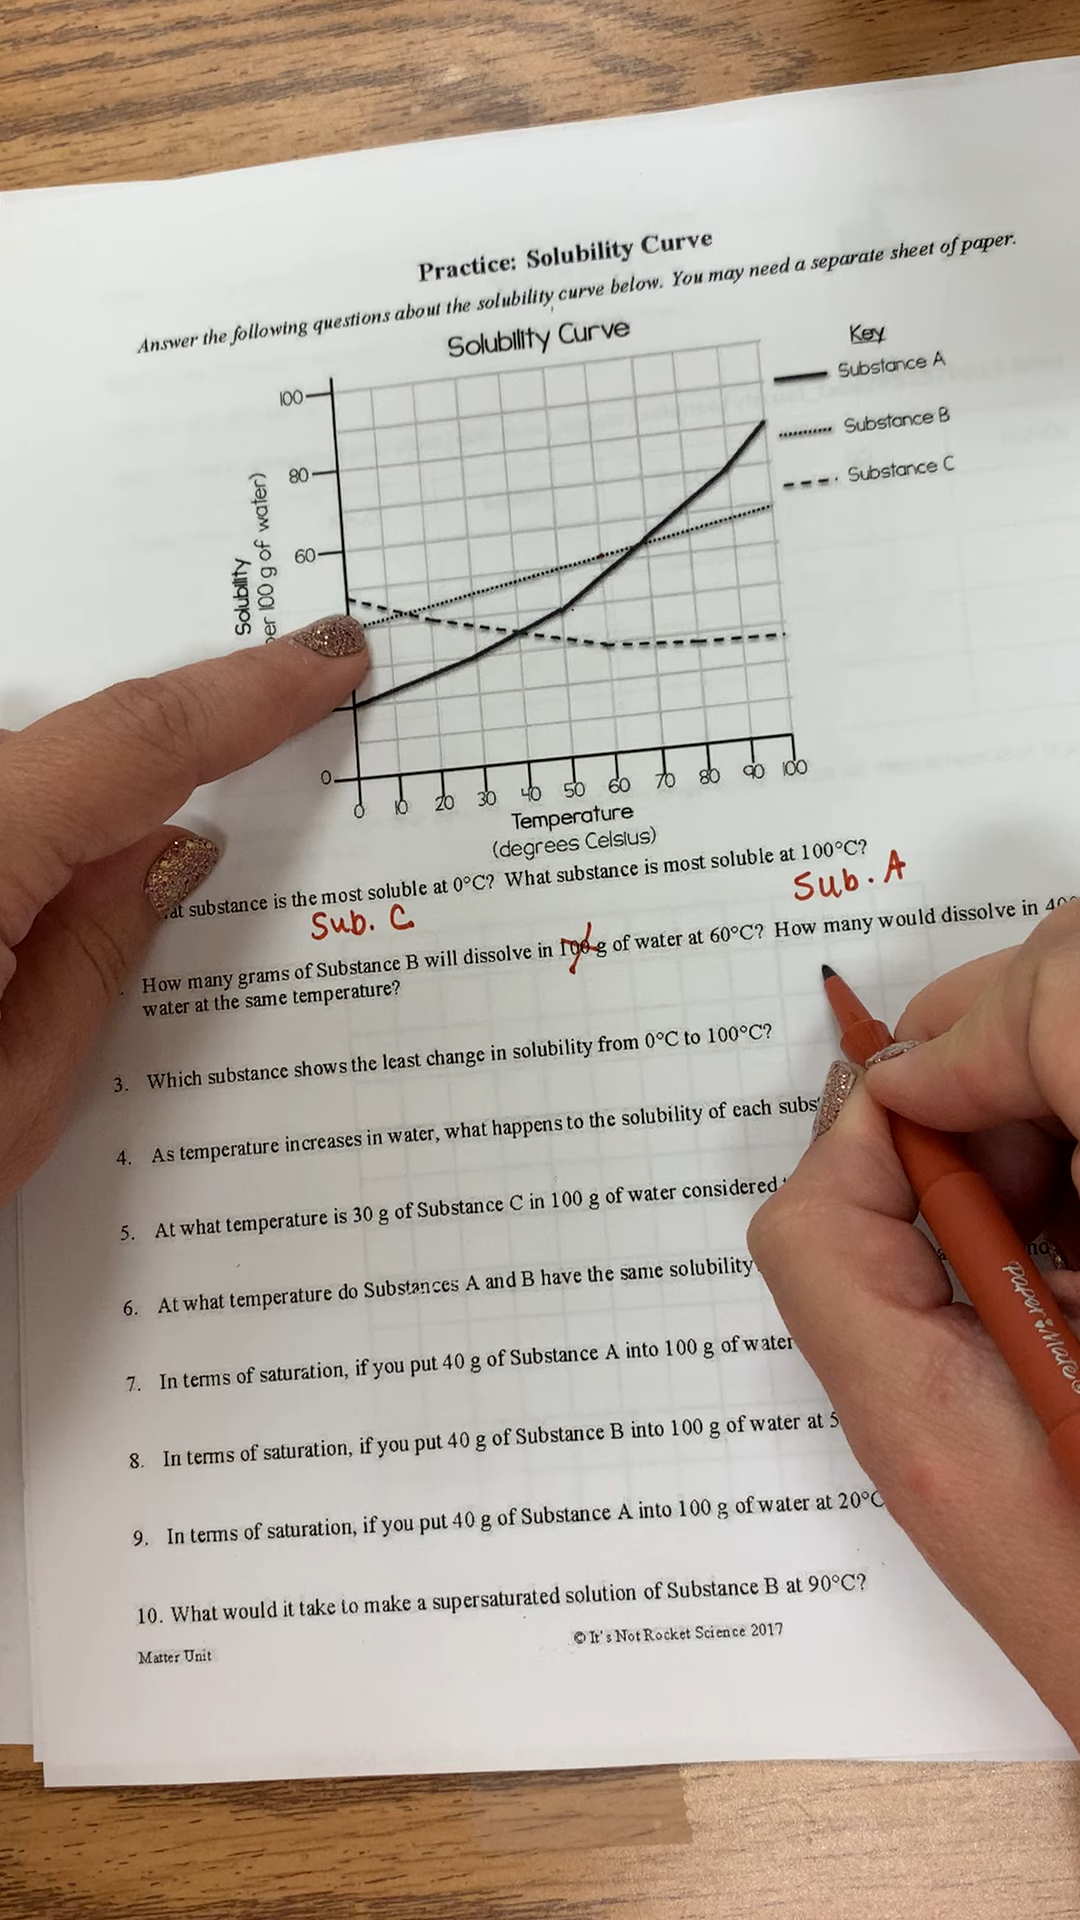 Practice: Solubility Curve
Answer the following questions about the solubility curve below. You may need a separate sheet of paper.
Solubility Curve
Key
Substance A
Substance B
Substance C
100
80
60
0
Solubility
per 100 g of water)
0 10 20 30 40 50 60 70 80 90 100
Temperature
(degrees Celsius)
at substance is the most soluble at 0°C? What substance is most soluble at 100°C?
Sub. C
Sub. A
How many grams of Substance B will dissolve in 100 g of water at 60°C? How many would dissolve in 40
water at the same temperature?
3. Which substance shows the least change in solubility from 0°C to 100°C?
4. As temperature increases in water, what happens to the solubility of each subs
5. At what temperature is 30 g of Substance C in 100 g of water considered
6. At what temperature do Substances A and B have the same solubility
7. In terms of saturation, if you put 40 g of Substance A into 100 g of water
8. In terms of saturation, if you put 40 g of Substance B into 100 g of water at 5
9. In terms of saturation, if you put 40 g of Substance A into 100 g of water at 20°C
10. What would it take to make a supersaturated solution of Substance B at 90°C?
Matter Unit
© It's Not Rocket Science 2017
Paper Mate